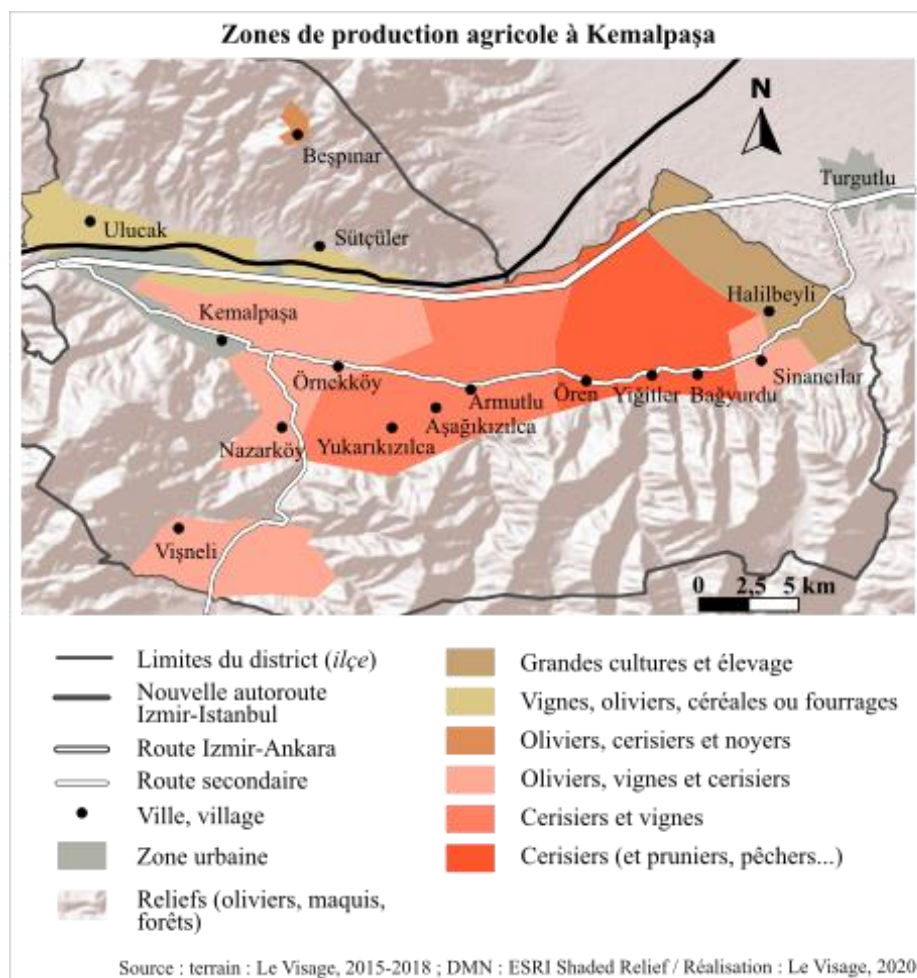 Zones de production agricole à Kemalpaşa
N
Beşpınar
Turgutlu
Ulucak
Sütçüler
Halilbeyli
Kemalpaşa
Örnekköy
Armutlu
Ören
Yiğitler
Bağyurdu
Sinancılar
Aşağıkızılca
Nazarköy
Yukarıkızılca
Vişneli
0 2,5 5 km
Limites du district (ilçe)
Nouvelle autoroute
Izmir-Istanbul
Route Izmir-Ankara
Route secondaire
Ville, village
Zone urbaine
Reliefs (oliviers, maquis,
forêts)
Grandes cultures et élevage
Vignes, oliviers, céréales ou fourrages
Oliviers, cerisiers et noyers
Oliviers, vignes et cerisiers
Cerisiers et vignes
Cerisiers (et pruniers, pêchers...)
Source : terrain : Le Visage, 2015-2018 ; DMN : ESRI Shaded Relief / Réalisation : Le Visage, 2020